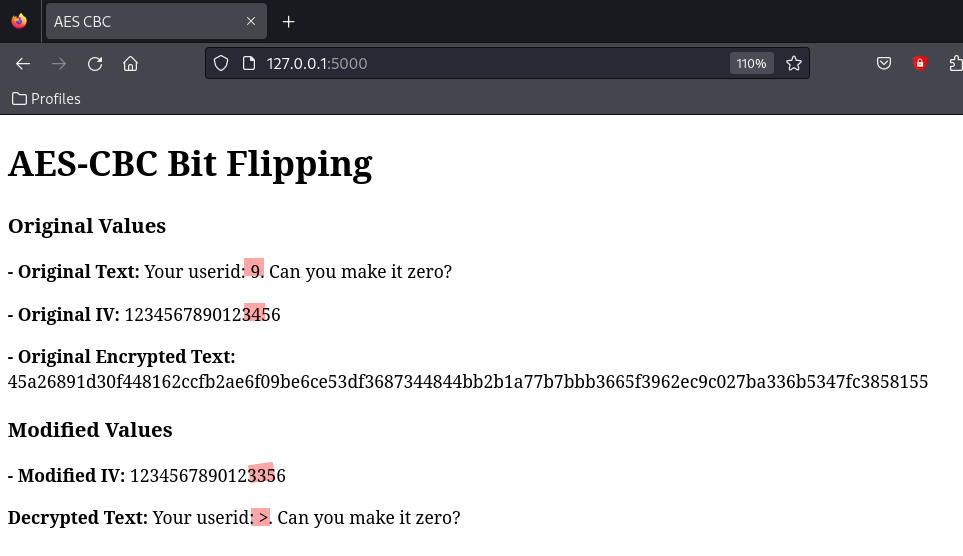 AES CBC
127.0.0.1:5000
110%
Profiles
AES-CBC Bit Flipping
Original Values
- Original Text: Your userid: 9. Can you make it zero?
- Original IV: 1234567890123456
- Original Encrypted Text:
45a26891d30f448162ccfb2ae6f09be6ce53df3687344844bb2b1a77b7bbb3665f3962ec9c027ba336b5347fc3858155
Modified Values
- Modified IV: 1234567890123356
Decrypted Text: Your userid: >. Can you make it zero?